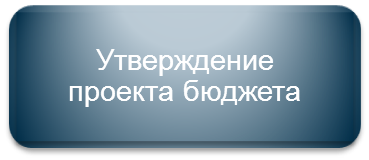 Утверждение
проекта бюджета